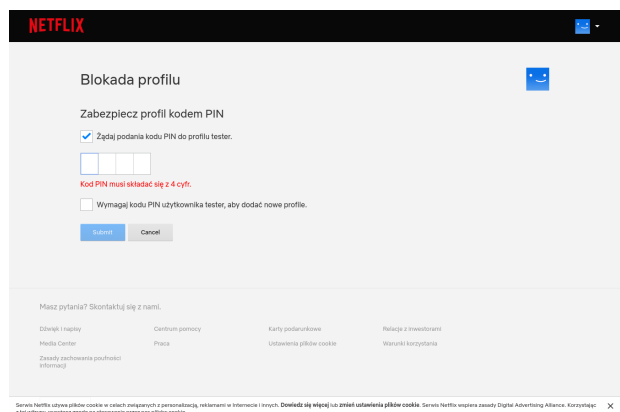 NETFLIX
Blokada profilu
Zabezpiecz profil kodem PIN
Żądaj podania kodu PIN do profilu tester.
Kod PIN musi składać się z 4 cyfr.
Wymagaj kodu PIN użytkownika tester, aby dodać nowe profile.
Submit Cancel
Masz pytania? Skontaktuj się z nami.
Dźwięk i napisy Centrum pomocy Karty podarunkowe Relacje z inwestorami
Media Center Praca Ustawienia plików cookie Warunki korzystania
Zasady zachowania poufności
informacji
Serwis Netflix używa plików cookie w celach związanych z personalizacją, reklamami w Internecie i innych. Dowiedz się więcej lub zmień ustawienia plików cookie. Serwis Netflix wspiera zasady Digital Advertising Alliance. Korzystając